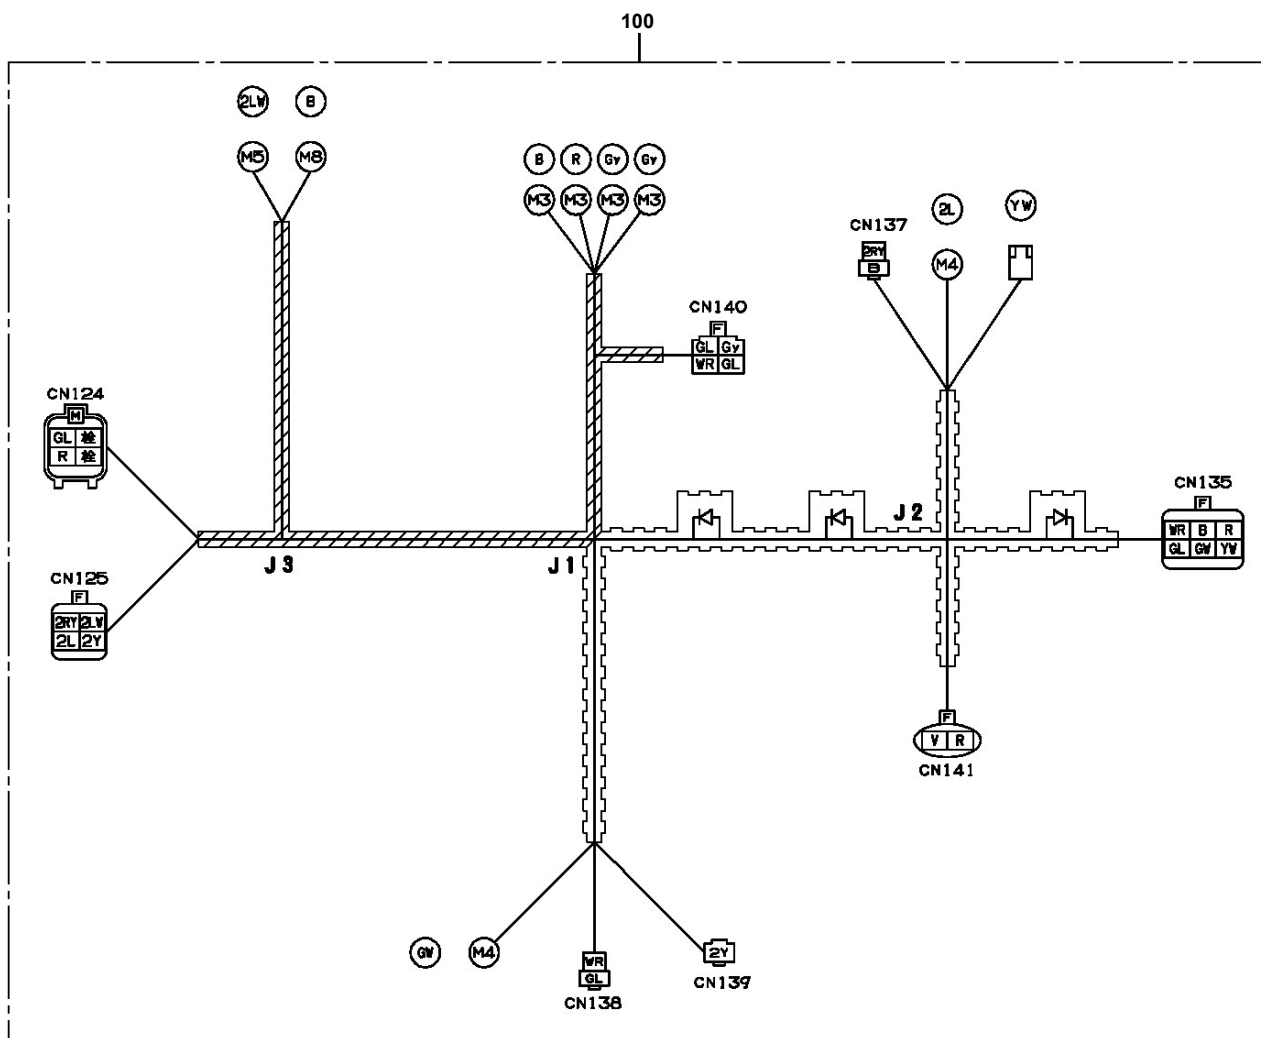 100
2LW B
M5 M8
B R Gy Gy
M3 M3 M3 M3
2L YW
CN137
2RY
B
M4
CN140
F
GL Gy
WR GL
CN124
M
GL 栓
R 栓
CN135
F
WR B R
GL GW YW
J2
J3
J1
CN125
F
2RY 2LW
2L 2Y
F
V R
CN141
GW M4
WR
GL
CN138
2Y
CN139